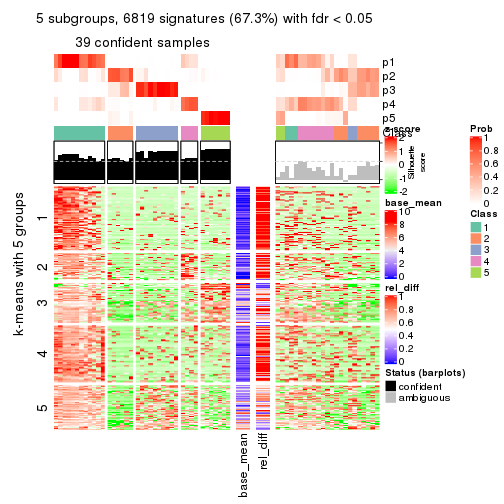 5 subgroups, 6819 signatures (67.3%) with fdr < 0.05
39 confident samples
p1
p2
p3
p4
p5
Class
Silhouette
score
k-means with 5 groups
1
2
3
4
5
base_mean
rel_diff
z-score
2
1
0
-1
-2
base_mean
10
8
6
4
2
0
rel_diff
1
0.8
0.6
0.4
0.2
0
Status (barplots)
confident
ambiguous
Prob
1
0.8
0.6
0.4
0.2
0
Class
1
2
3
4
5